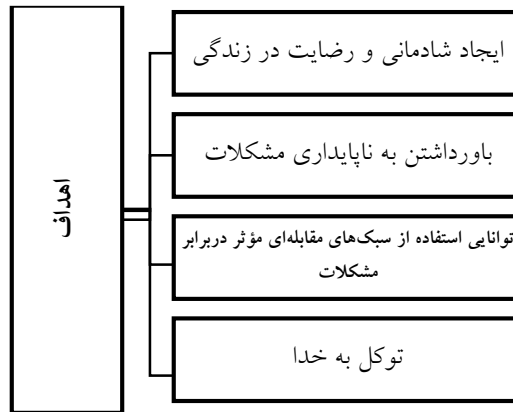 اهداف
ایجاد شادمانی و رضایت در زندگی
باورداشتن به ناپایداری مشکلات
توانایی استفاده از سبک‌های مقابله‌ای مؤثر دربرابر
مشکلات
توکل به خدا